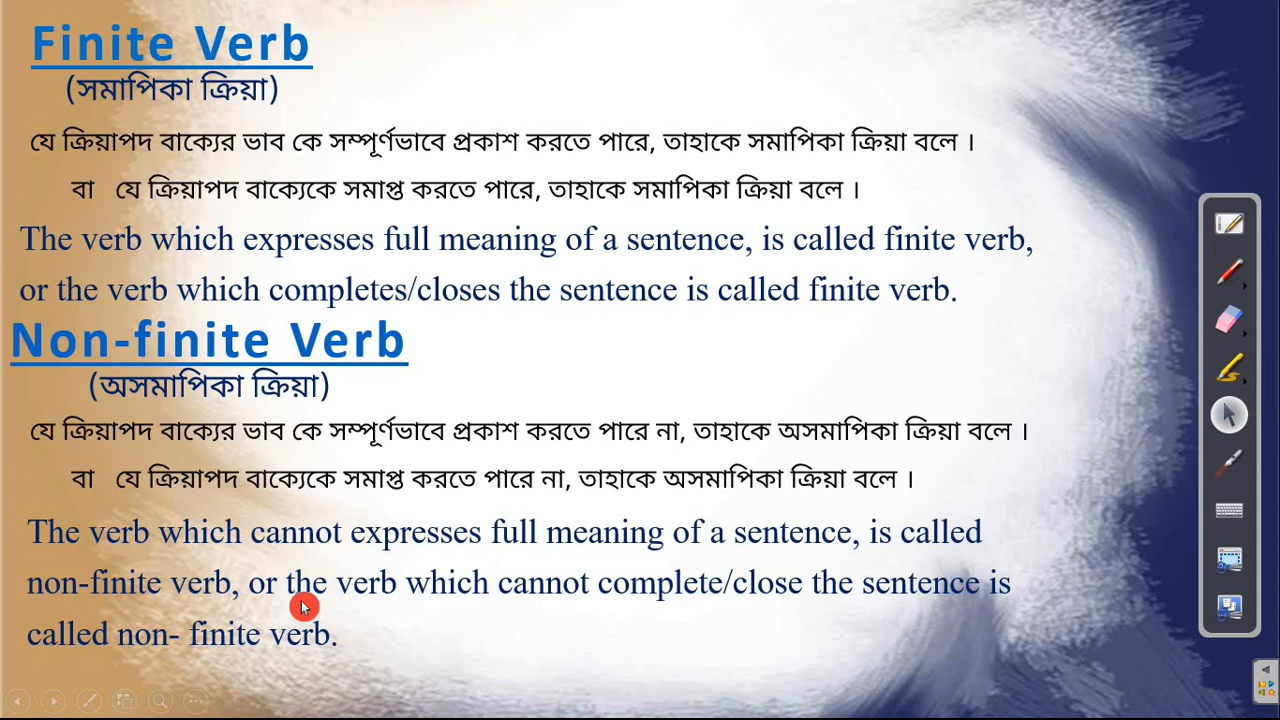 Finite Verb
(সমাপিকা ক্রিয়া)
যে ক্রিয়াপদ বাক্যের ভাব কে সম্পূর্ণভাবে প্রকাশ করতে পারে, তাহাকে সমাপিকা ক্রিয়া বলে ।
বা যে ক্রিয়াপদ বাক্যেকে সমাপ্ত করতে পারে, তাহাকে সমাপিকা ক্রিয়া বলে ।
The verb which expresses full meaning of a sentence, is called finite verb,
or the verb which completes/closes the sentence is called finite verb.
Non-finite Verb
(অসমাপিকা ক্রিয়া)
যে ক্রিয়াপদ বাক্যের ভাব কে সম্পূর্ণভাবে প্রকাশ করতে পারে না, তাহাকে অসমাপিকা ক্রিয়া বলে ।
বা যে ক্রিয়াপদ বাক্যেকে সমাপ্ত করতে পারে না, তাহাকে অসমাপিকা ক্রিয়া বলে ।
The verb which cannot expresses full meaning of a sentence, is called
non-finite verb, or the verb which cannot complete/close the sentence is
called non- finite verb.